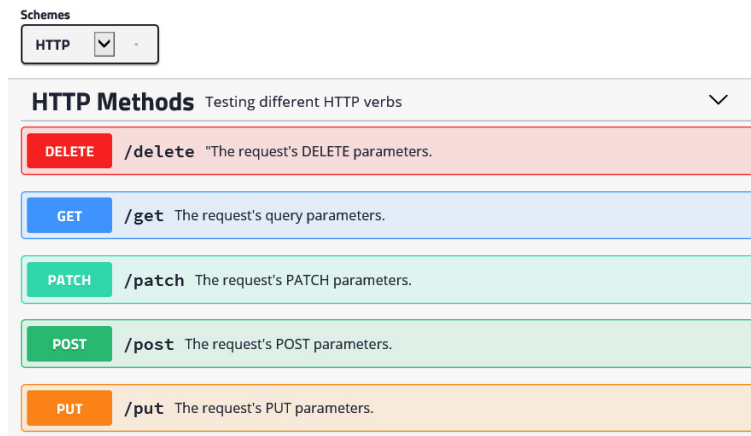 Schemes
HTTP
HTTP Methods Testing different HTTP verbs
DELETE /delete "The request's DELETE parameters.
GET /get The request's query parameters.
PATCH /patch The request's PATCH parameters.
POST /post The request's POST parameters.
PUT /put The request's PUT parameters.